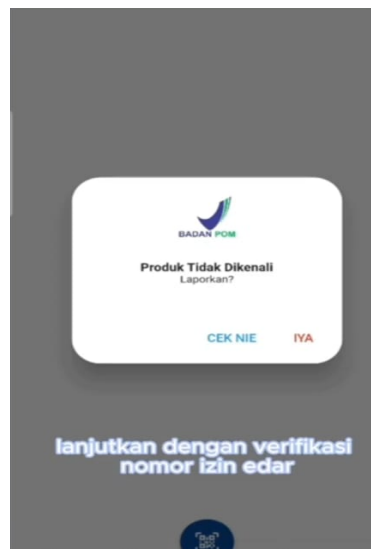 BADAN POM
Produk Tidak Dikenali
Laporkan?
CEK NIE IYA
lanjutkan dengan verifikasi
nomor izin edar